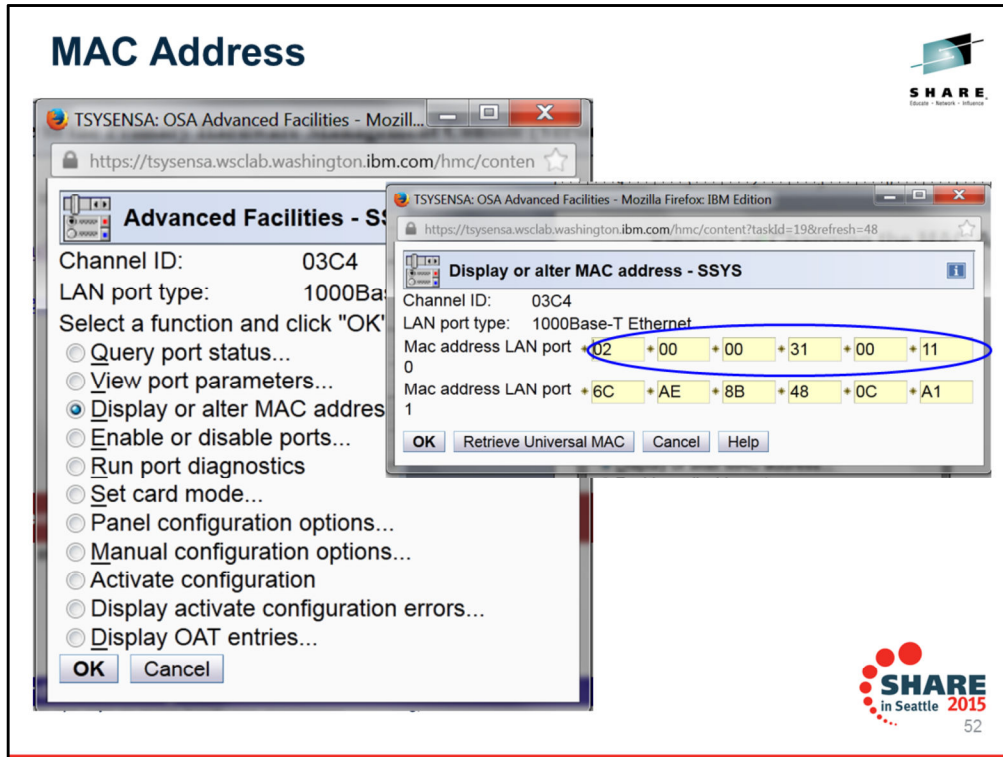 MAC Address
SHARE
Educate - Network - Influence
TSYSENSA: OSA Advanced Facilities - Mozill...
https://tsysensa.wsclab.washington.ibm.com/hmc/conten
Advanced Facilities - SS
Channel ID: 03C4
LAN port type: 1000Ba
Select a function and click "OK"
Query port status...
View port parameters...
Display or alter MAC addres
Enable or disable ports...
Run port diagnostics
Set card mode...
Panel configuration options...
Manual configuration options...
Activate configuration
Display activate configuration errors...
Display OAT entries...
OK Cancel
TSYSENSA: OSA Advanced Facilities - Mozilla Firefox: IBM Edition
https://tsysensa.wsclab.washington.ibm.com/hmc/content?taskId=198&refresh=48
Display or alter MAC address - SSYS
Channel ID: 03C4
LAN port type: 1000Base-T Ethernet
Mac address LAN port 02 00 00 31 00 11
0
Mac address LAN port 6C AE 8B 48 0C A1
1
OK Retrieve Universal MAC Cancel Help
SHARE
in Seattle 2015
52